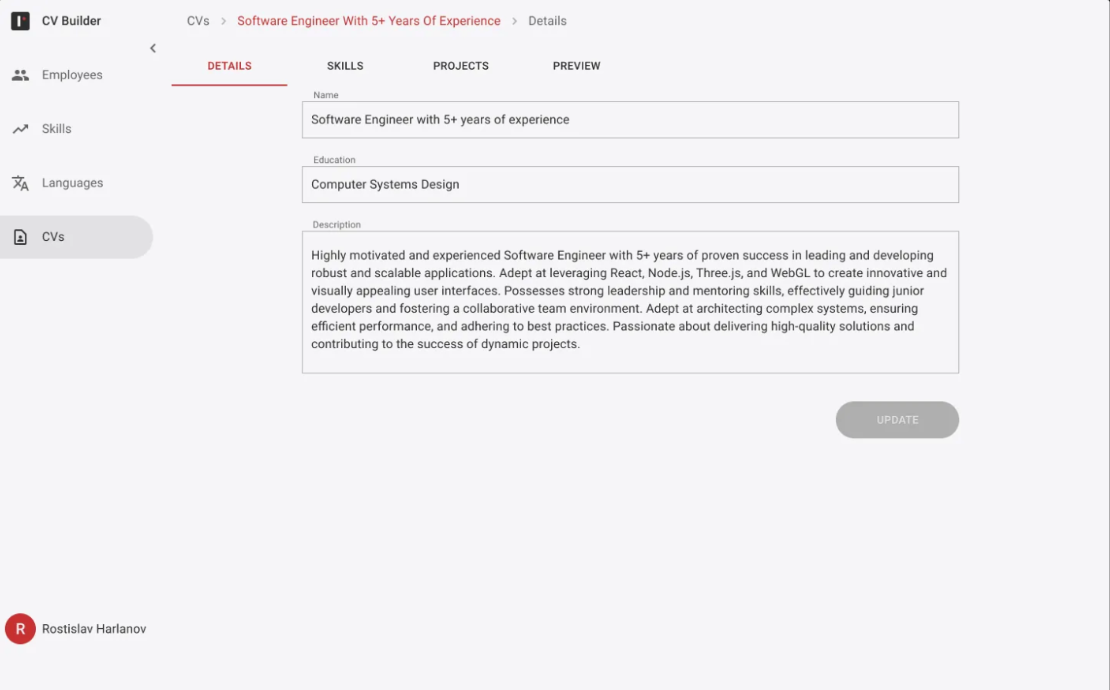 CV Builder
CVs > Software Engineer With 5+ Years Of Experience > Details
Employees
Skills
Languages
CVs
DETAILS SKILLS PROJECTS PREVIEW
Name
Software Engineer with 5+ years of experience
Education
Computer Systems Design
Description
Highly motivated and experienced Software Engineer with 5+ years of proven success in leading and developing
robust and scalable applications. Adept at leveraging React, Node.js, Three.js, and WebGL to create innovative and
visually appealing user interfaces. Possesses strong leadership and mentoring skills, effectively guiding junior
developers and fostering a collaborative team environment. Adept at architecting complex systems, ensuring
efficient performance, and adhering to best practices. Passionate about delivering high-quality solutions and
contributing to the success of dynamic projects.
UPDATE
R Rostislav Harlanov